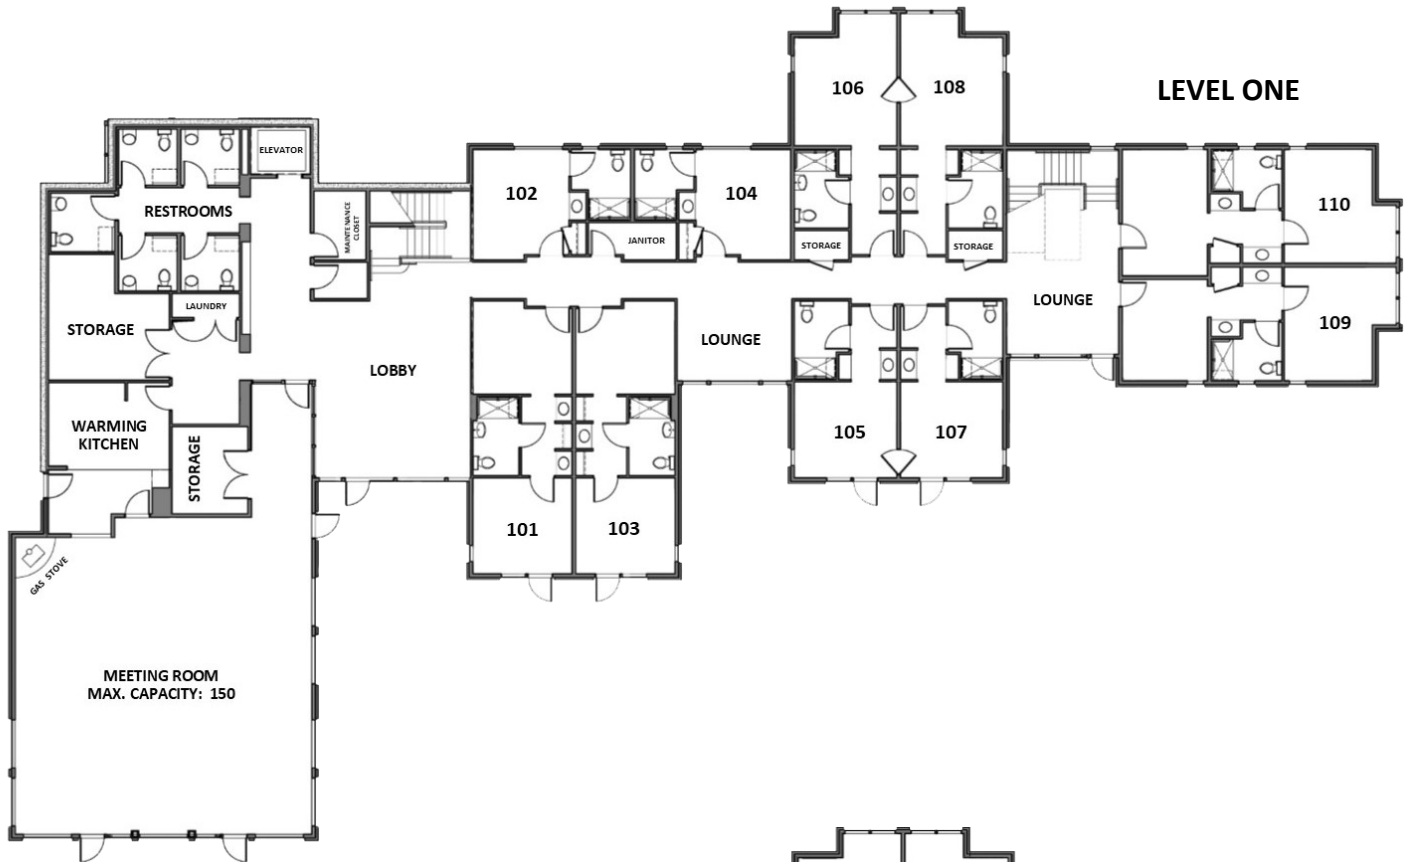 LEVEL ONE
106
108
ELEVATOR
102
104
110
RESTROOMS
MAINTENANCE
CLOSET
JANITOR
STORAGE
STORAGE
LOUNGE
LAUNDRY
STORAGE
LOUNGE
109
LOBBY
WARMING
KITCHEN
STORAGE
105
107
101
103
GAS STOVE
MEETING ROOM
MAX. CAPACITY: 150